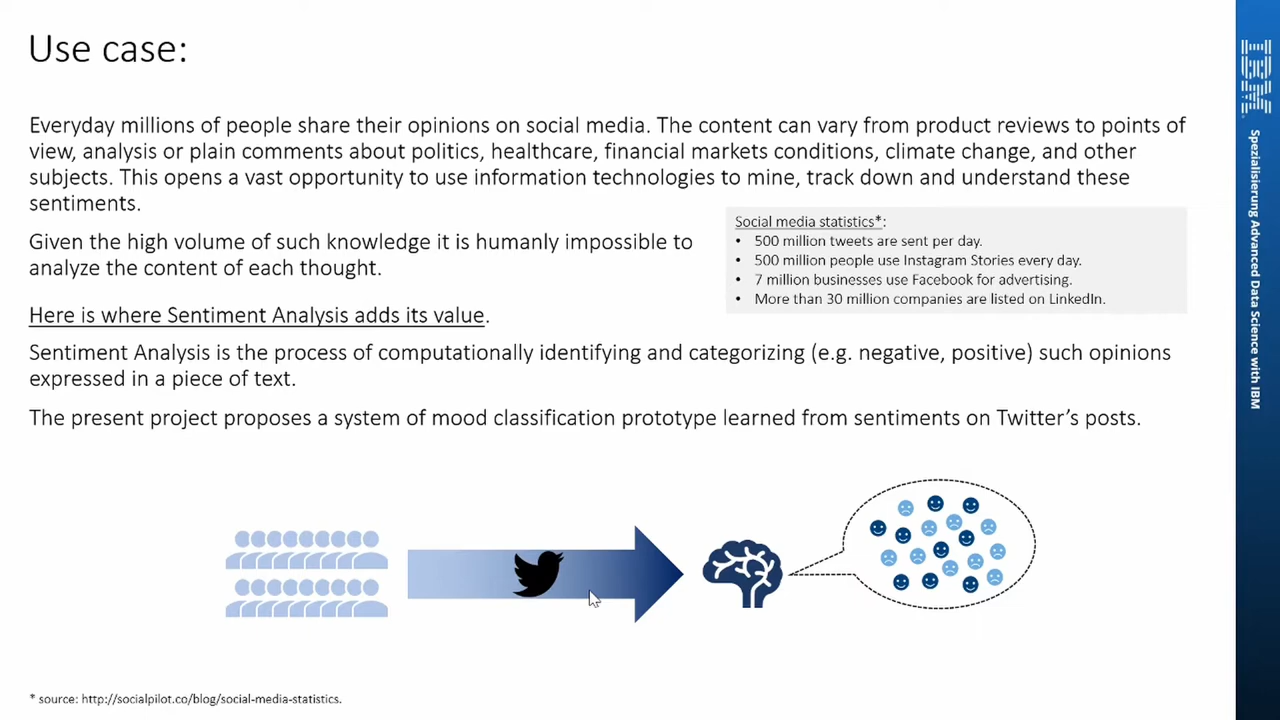 Use case:
Everyday millions of people share their opinions on social media. The content can vary from product reviews to points of
view, analysis or plain comments about politics, healthcare, financial markets conditions, climate change, and other
subjects. This opens a vast opportunity to use information technologies to mine, track down and understand these
sentiments.
Given the high volume of such knowledge it is humanly impossible to
analyze the content of each thought.
Social media statistics*:
• 500 million tweets are sent per day.
• 500 million people use Instagram Stories every day.
• 7 million businesses use Facebook for advertising.
• More than 30 million companies are listed on LinkedIn.
Here is where Sentiment Analysis adds its value.
Sentiment Analysis is the process of computationally identifying and categorizing (e.g. negative, positive) such opinions
expressed in a piece of text.
The present project proposes a system of mood classification prototype learned from sentiments on Twitter's posts.
* source: http://socialpilot.co/blog/social-media-statistics.
IBM
Spezialisierung Advanced Data Science with IBM